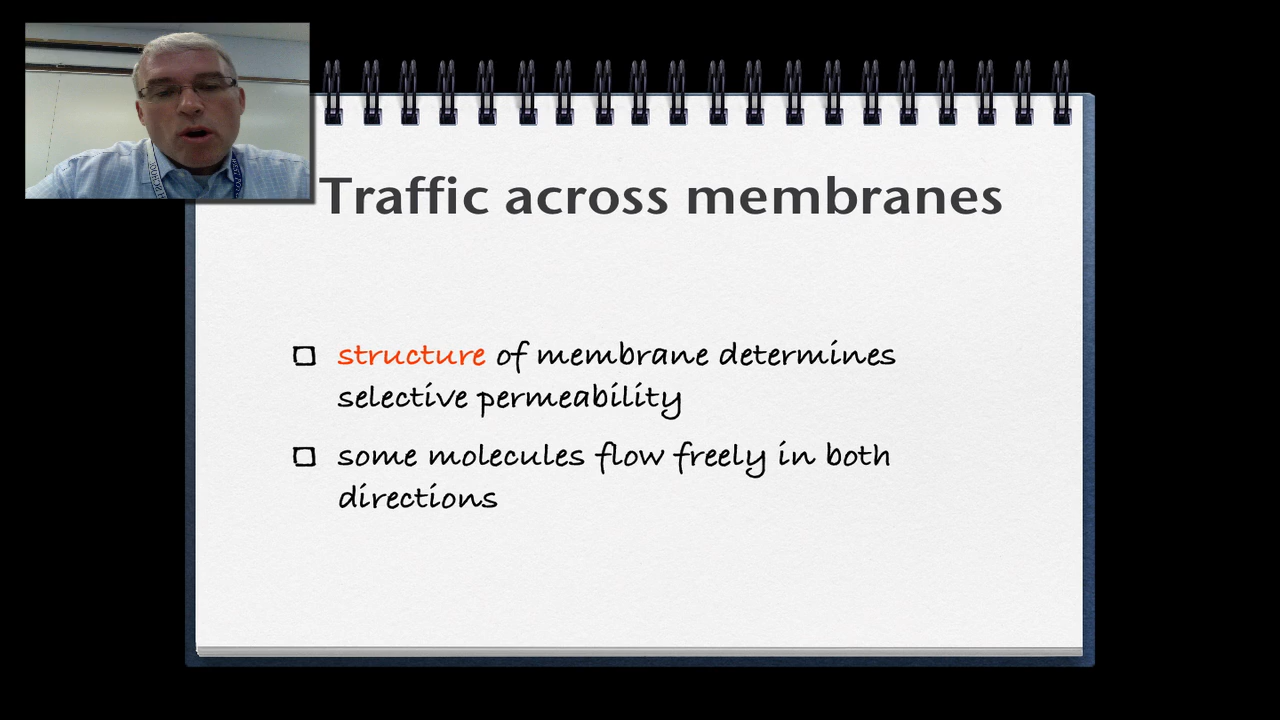 Traffic across membranes
structure of membrane determines
selective permeability
some molecules flow freely in both
directions